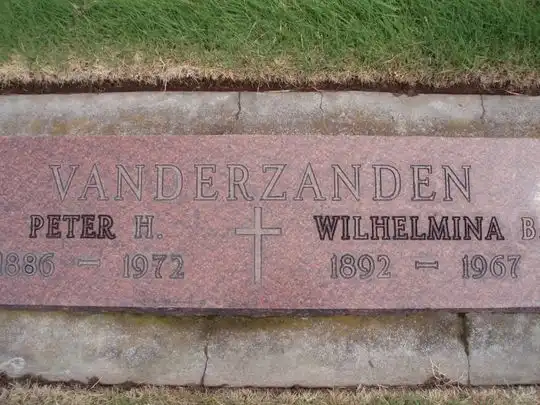 VANDERZANDEN
PETER H. WILHELMINA B.
1886 – 1972 1892 – 1967